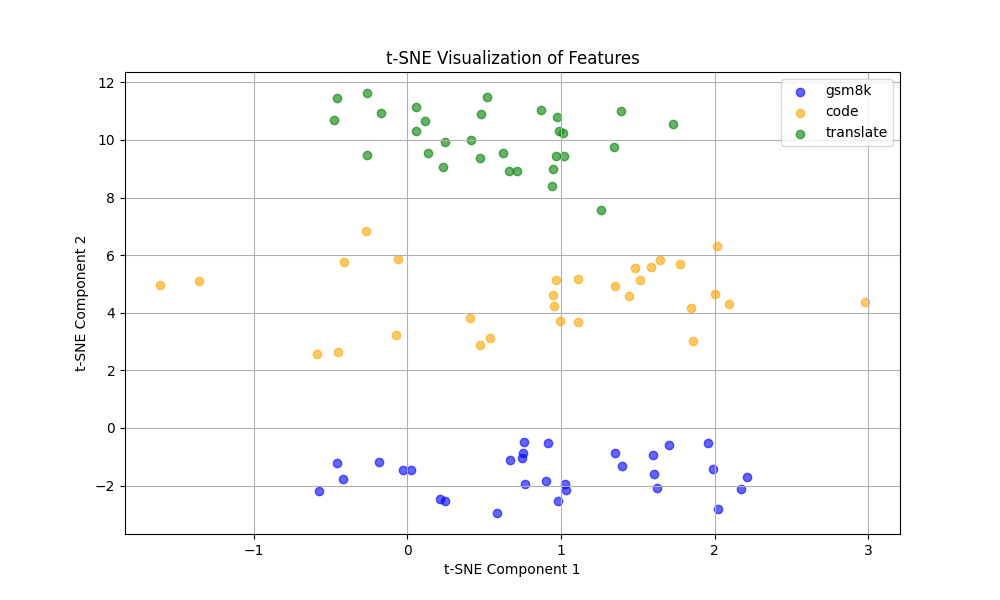 t-SNE Visualization of Features
gsm8k
code
translate
12
10
8
6
4
2
0
−2
t-SNE Component 2
−1
0
1
2
3
t-SNE Component 1